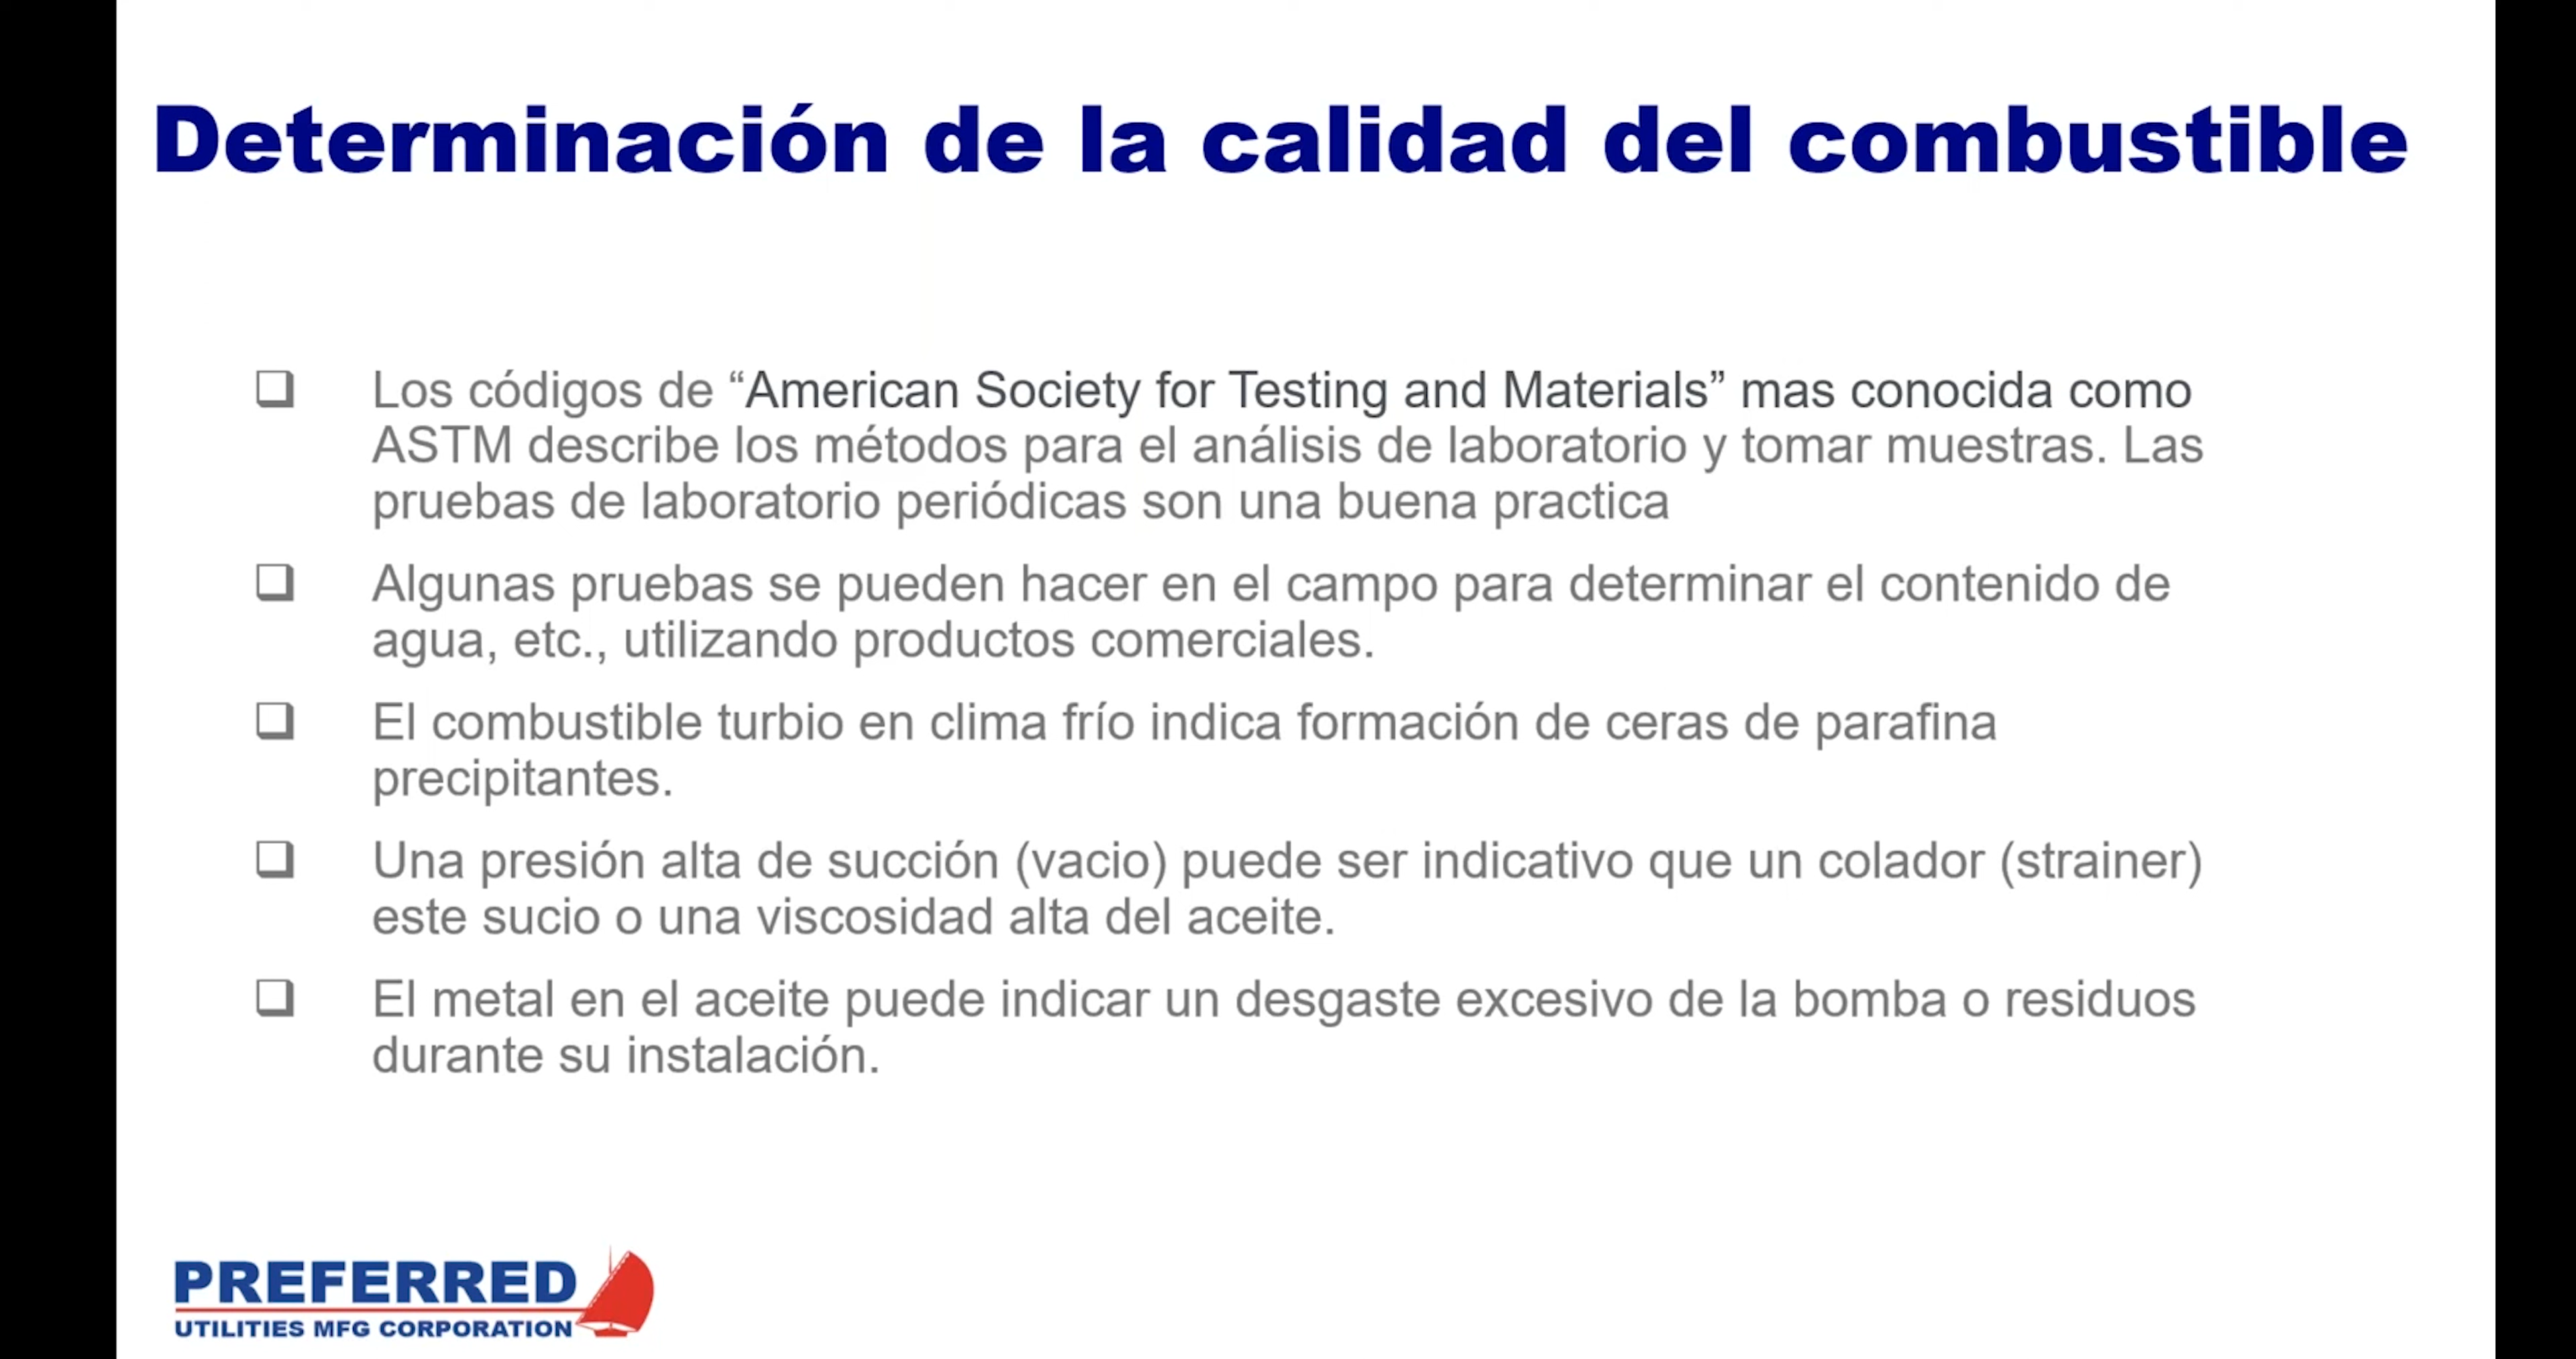 Determinación de la calidad del combustible
❑ Los códigos de “American Society for Testing and Materials” mas conocida como
ASTM describe los métodos para el análisis de laboratorio y tomar muestras. Las
pruebas de laboratorio periódicas son una buena practica
❑ Algunas pruebas se pueden hacer en el campo para determinar el contenido de
agua, etc., utilizando productos comerciales.
❑ El combustible turbio en clima frío indica formación de ceras de parafina
precipitantes.
❑ Una presión alta de succión (vacio) puede ser indicativo que un colador (strainer)
este sucio o una viscosidad alta del aceite.
❑ El metal en el aceite puede indicar un desgaste excesivo de la bomba o residuos
durante su instalación.
PREFERRED
UTILITIES MFG CORPORATION